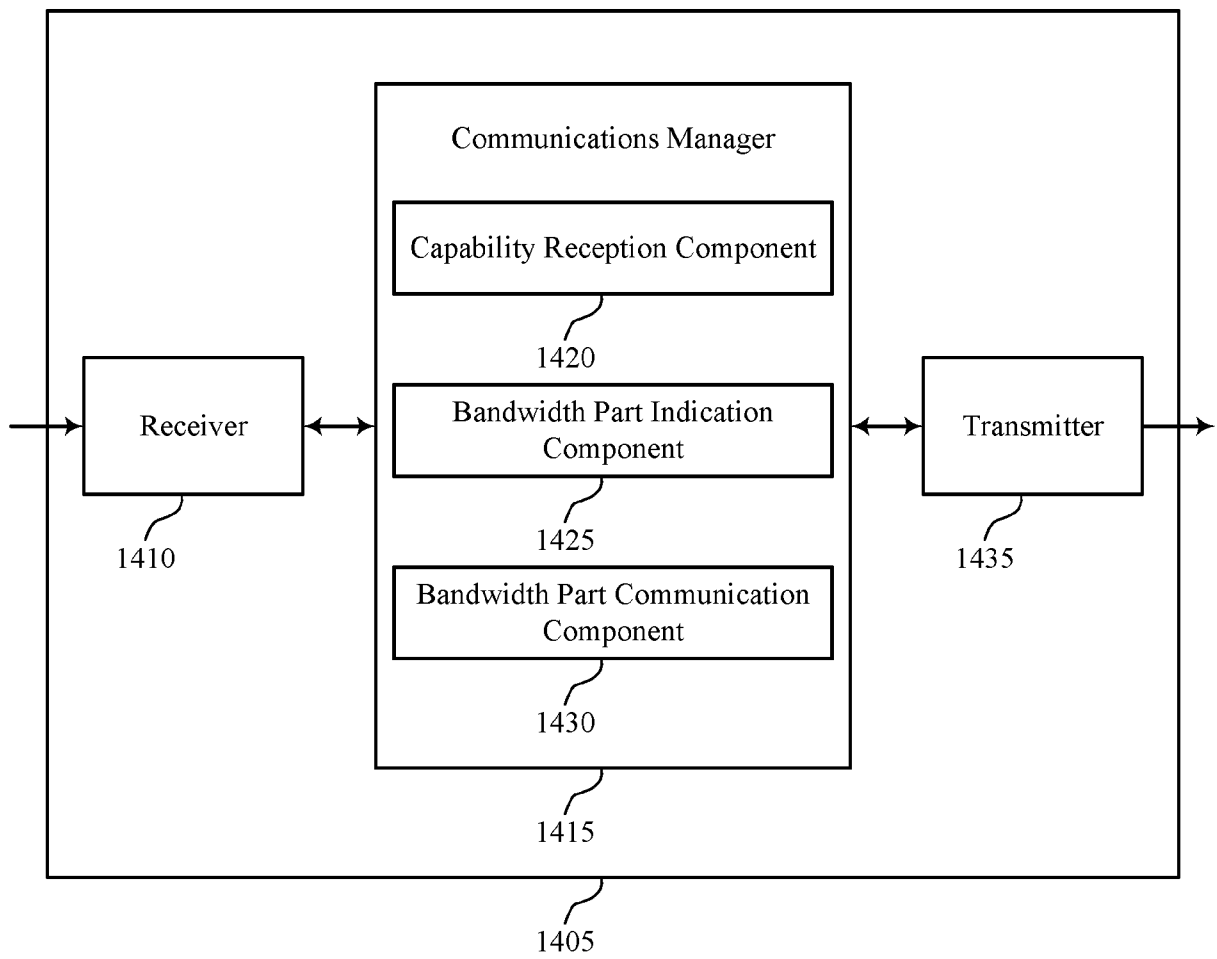 Communications Manager
Capability Reception Component
1420
Receiver
1410
Bandwidth Part Indication
Component
1425
Transmitter
1435
Bandwidth Part Communication
Component
1430
1415
1405